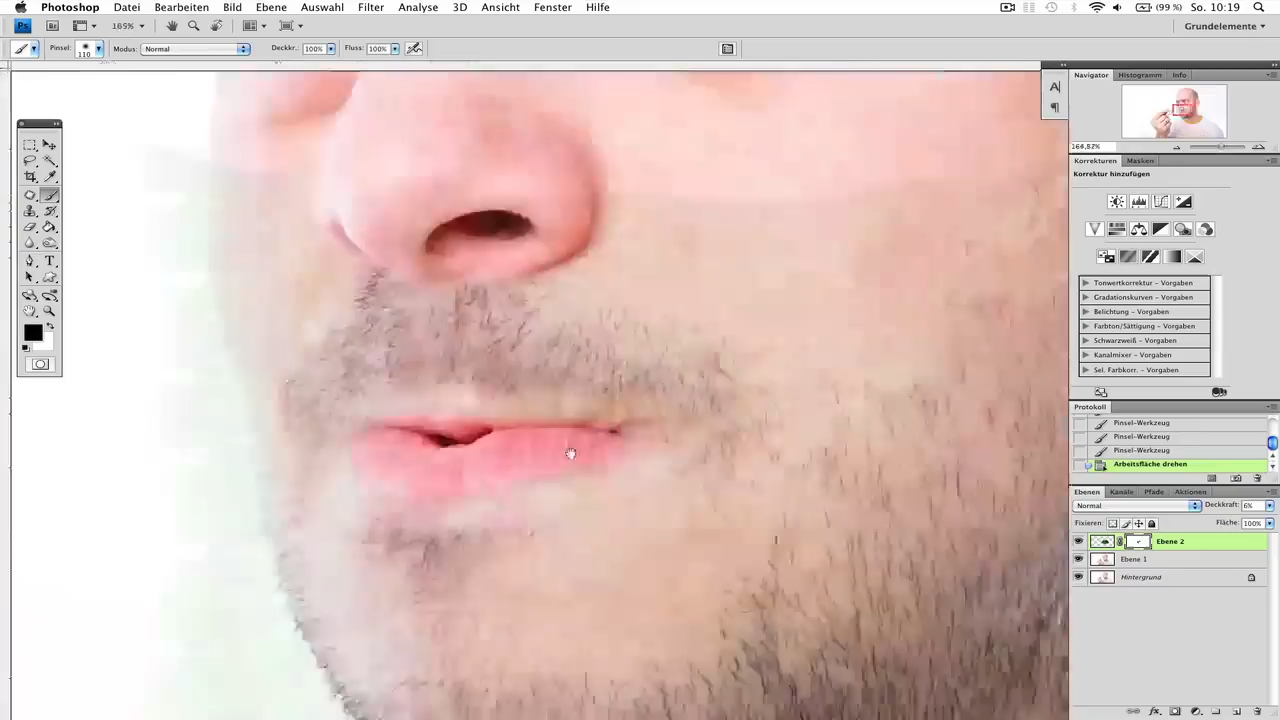 Photoshop Datei Bearbeiten Bild Ebene Auswahl Filter Analyse 3D Ansicht Fenster Hilfe (99 %) So. 10:19
Ps Br 165% Grundelemente
Pinsel: 110 Modus: Normal Deckkr.: 100% Fluss: 100%
Navigator Histogramm Info
164,82%
Korrekturen Masken
Korrektur hinzufügen
Tonwertkorrektur – Vorgaben
Gradationskurven – Vorgaben
Belichtung – Vorgaben
Farbton/Sättigung – Vorgaben
Schwarzweiß – Vorgaben
Kanalmixer – Vorgaben
Sel. Farbkorr. – Vorgaben
Protokoll
Pinsel-Werkzeug
Pinsel-Werkzeug
Pinsel-Werkzeug
Arbeitsfläche drehen
Ebenen Kanäle Pfade Aktionen
Normal Deckkraft: 6%
Fixieren: Fläche: 100%
Ebene 2
Ebene 1
Hintergrund